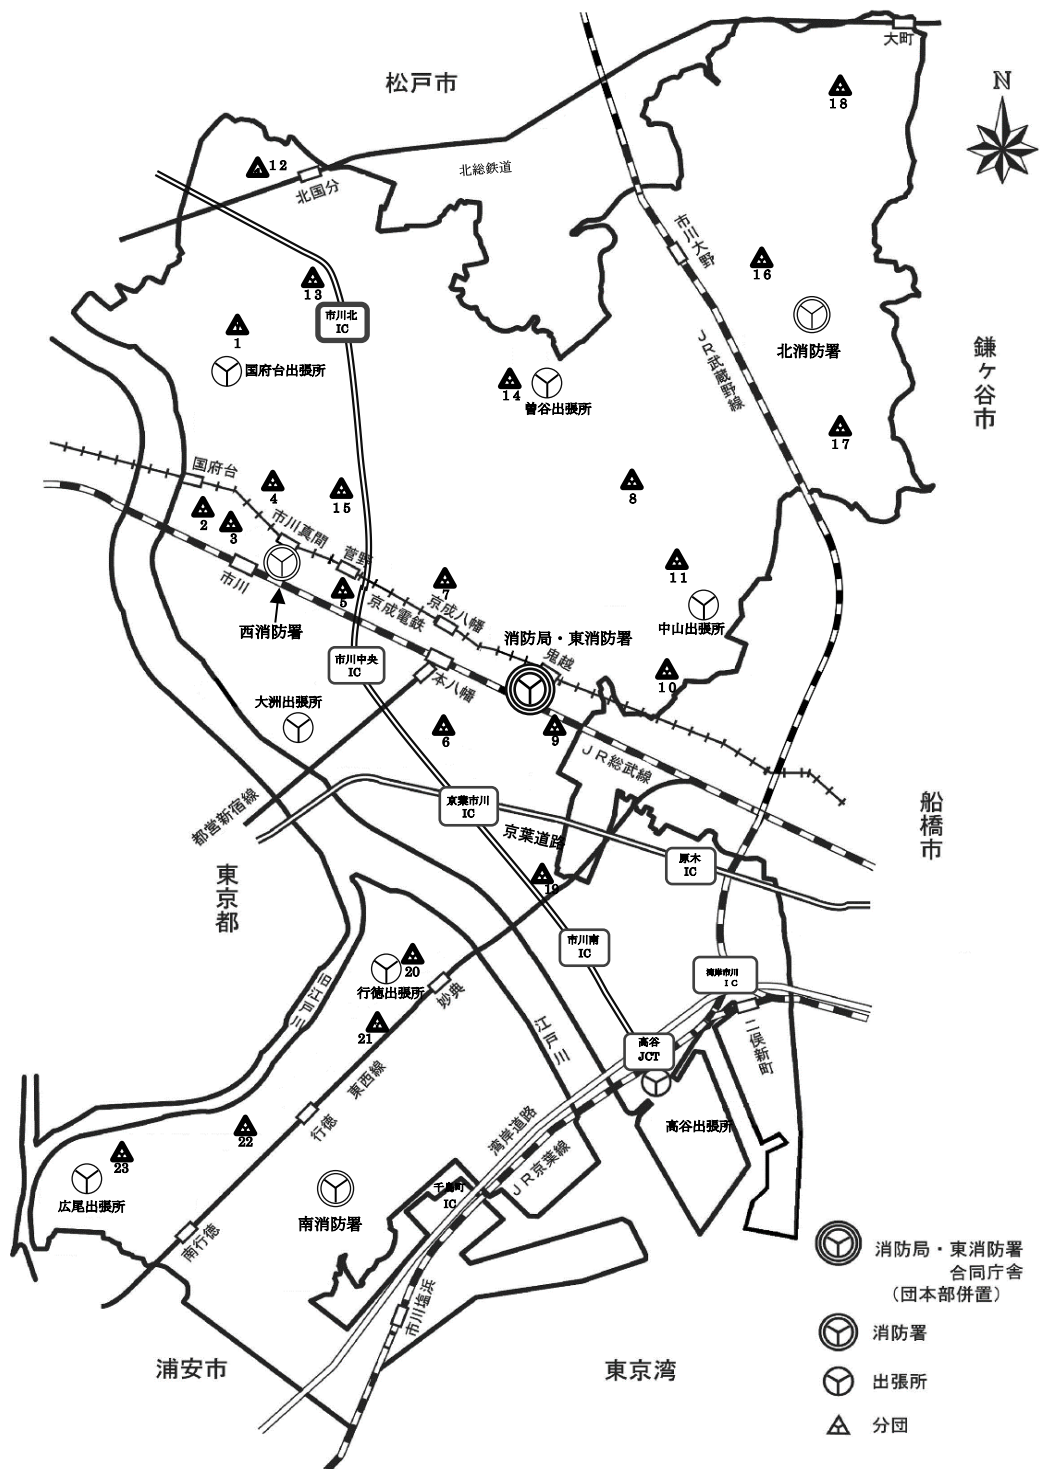 大町
松戸市
N
18
12
北総鉄道
北国分
市川大野
16
13
市川北
IC
1
北消防署
JR武蔵野線
鎌ヶ谷市
国府台出張所
14
曽谷出張所
17
国府台
4
15
8
2
3
市川真間
菅野
市川
11
7
5
京成電鉄
京成八幡
中山出張所
西消防署
消防局・東消防署
鬼越
市川中央
IC
本八幡
10
大洲出張所
6
9
JR総武線
都営新宿線
京葉市川
IC
京葉道路
船橋市
原木
IC
東京都
19
市川南
IC
20
行徳出張所
妙典
湾岸市川
IC
旧江戸川
21
江戸川
高谷
JCT
二俣新町
東西線
行徳
22
湾岸道路
高谷出張所
23
JR京葉線
広尾出張所
千鳥町
IC
南消防署
南行徳
市川塩浜
浦安市
東京湾
消防局・東消防署
合同庁舎
（団本部併置）
消防署
出張所
分団